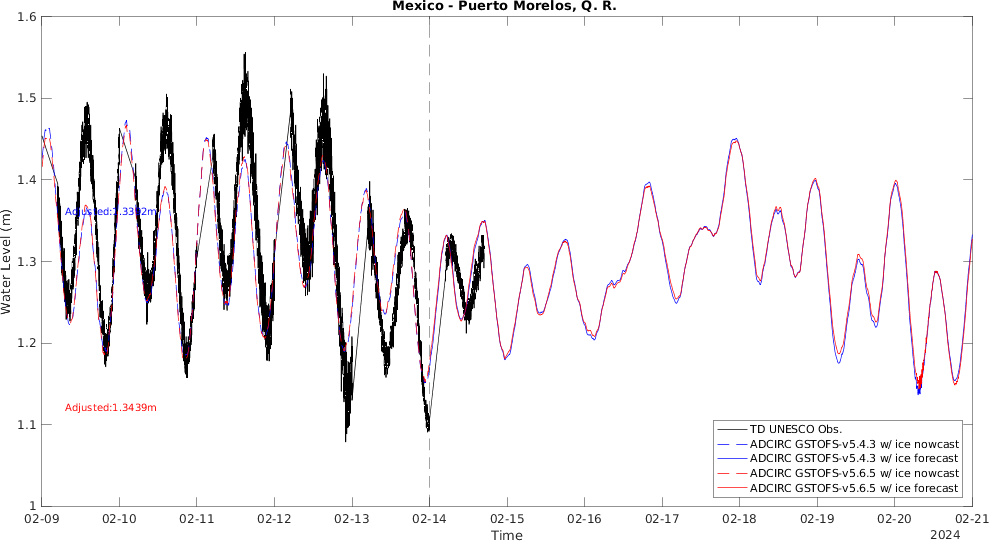 Mexico - Puerto Morelos, Q. R.
1.6
1.5
1.4
1.3
1.2
1.1
1
Water Level (m)
Adjusted:1.3392m
Adjusted:1.3439m
TD UNESCO Obs.
ADCIRC GSTOFS-v5.4.3 w/ ice nowcast
ADCIRC GSTOFS-v5.4.3 w/ ice forecast
ADCIRC GSTOFS-v5.6.5 w/ ice nowcast
ADCIRC GSTOFS-v5.6.5 w/ ice forecast
02-09 02-10 02-11 02-12 02-13 02-14 02-15 02-16 02-17 02-18 02-19 02-20 02-21
Time
2024